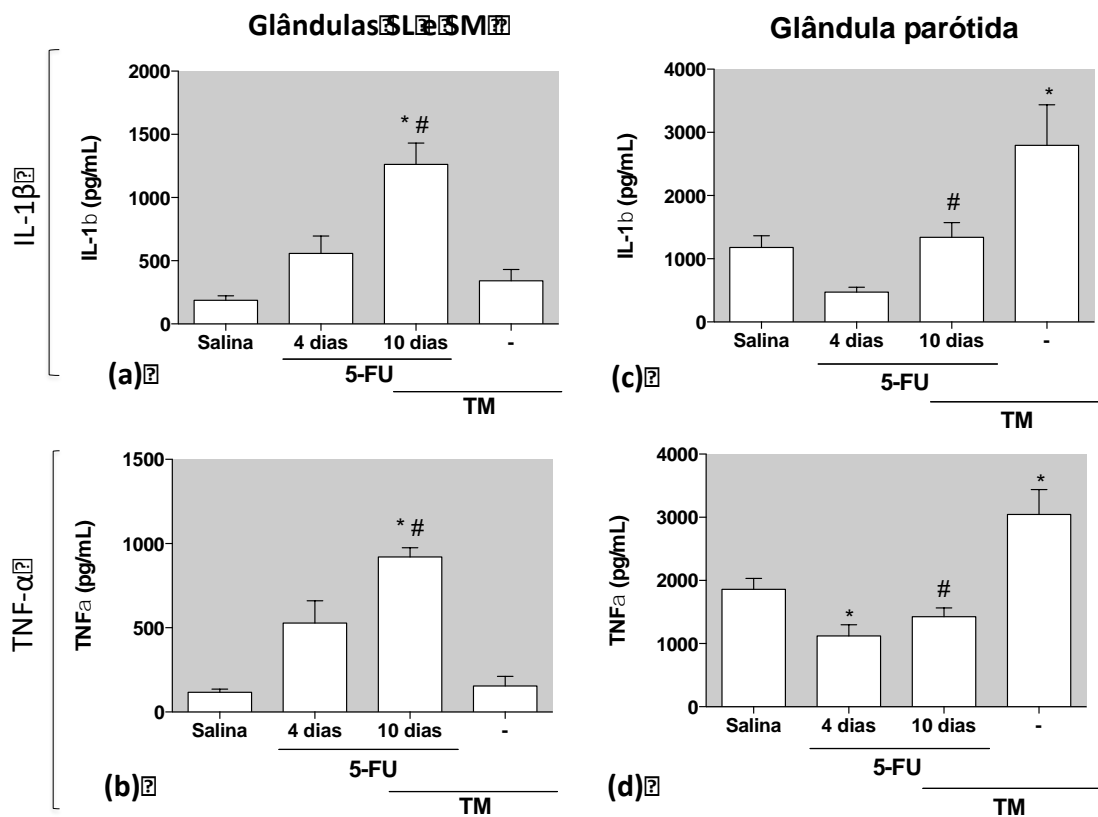 Glândulas SL e SM
Glândula parótida
IL-1β
IL-1b (pg/mL)
2000
1500
1000
500
0
* #
Salina
4 dias
10 dias
-
5-FU
TM
(a)
IL-1b (pg/mL)
4000
3000
2000
1000
0
#
*
Salina
4 dias
10 dias
-
5-FU
TM
(c)
TNF-α
TNFa (pg/mL)
1500
1000
500
0
* #
Salina
4 dias
10 dias
-
5-FU
TM
(b)
TNFa (pg/mL)
4000
3000
2000
1000
0
*
#
*
Salina
4 dias
10 dias
-
5-FU
TM
(d)